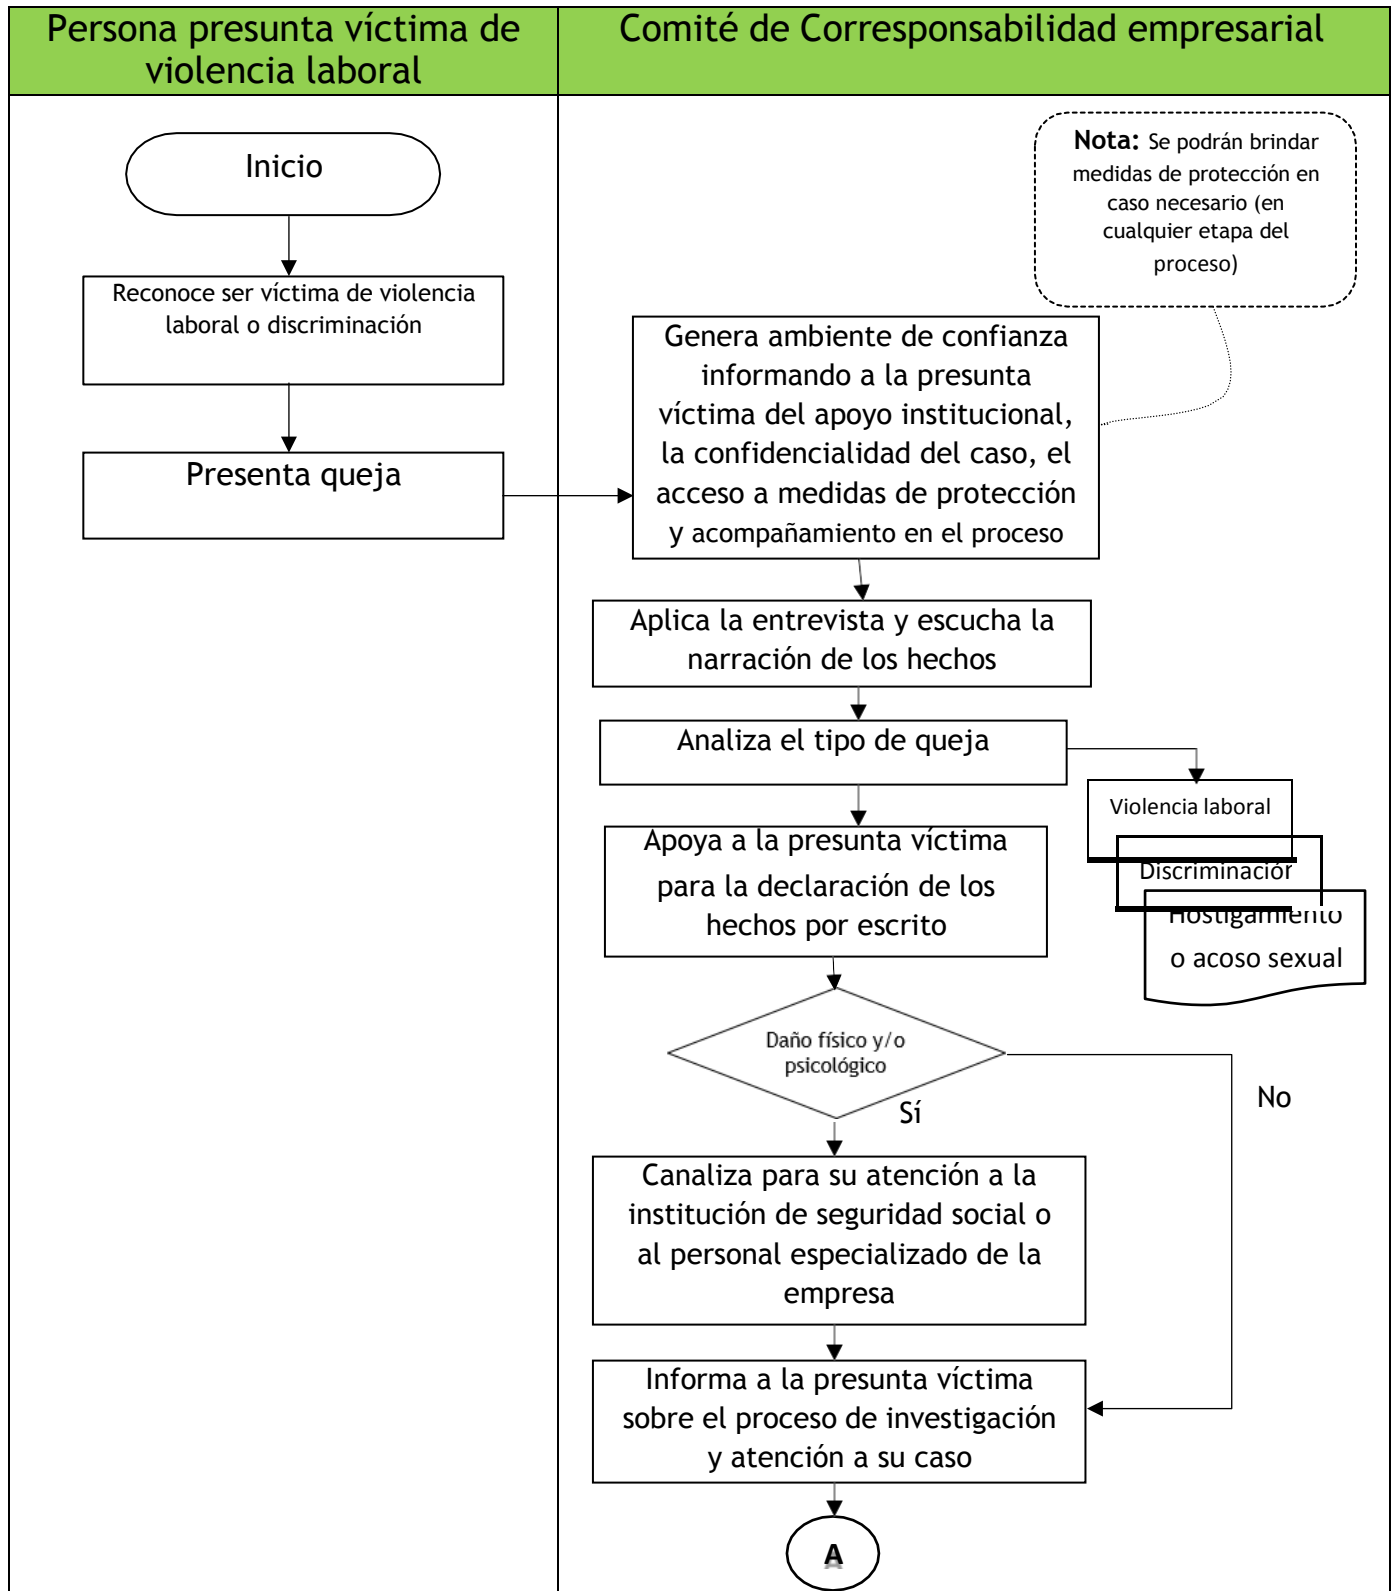 Persona presunta víctima de
violencia laboral
Comité de Corresponsabilidad empresarial
Inicio
Reconoce ser víctima de violencia
laboral o discriminación
Presenta queja
Nota: Se podrán brindar
medidas de protección en
caso necesario (en
cualquier etapa del
proceso)
Genera ambiente de confianza
informando a la presunta
víctima del apoyo institucional,
la confidencialidad del caso, el
acceso a medidas de protección
y acompañamiento en el proceso
Aplica la entrevista y escucha la
narración de los hechos
Analiza el tipo de queja
Violencia laboral
Discriminación
Hostigamiento
o acoso sexual
Apoya a la presunta víctima
para la declaración de los
hechos por escrito
Daño físico y/o
psicológico
Sí
No
Canaliza para su atención a la
institución de seguridad social o
al personal especializado de la
empresa
Informa a la presunta víctima
sobre el proceso de investigación
y atención a su caso
A